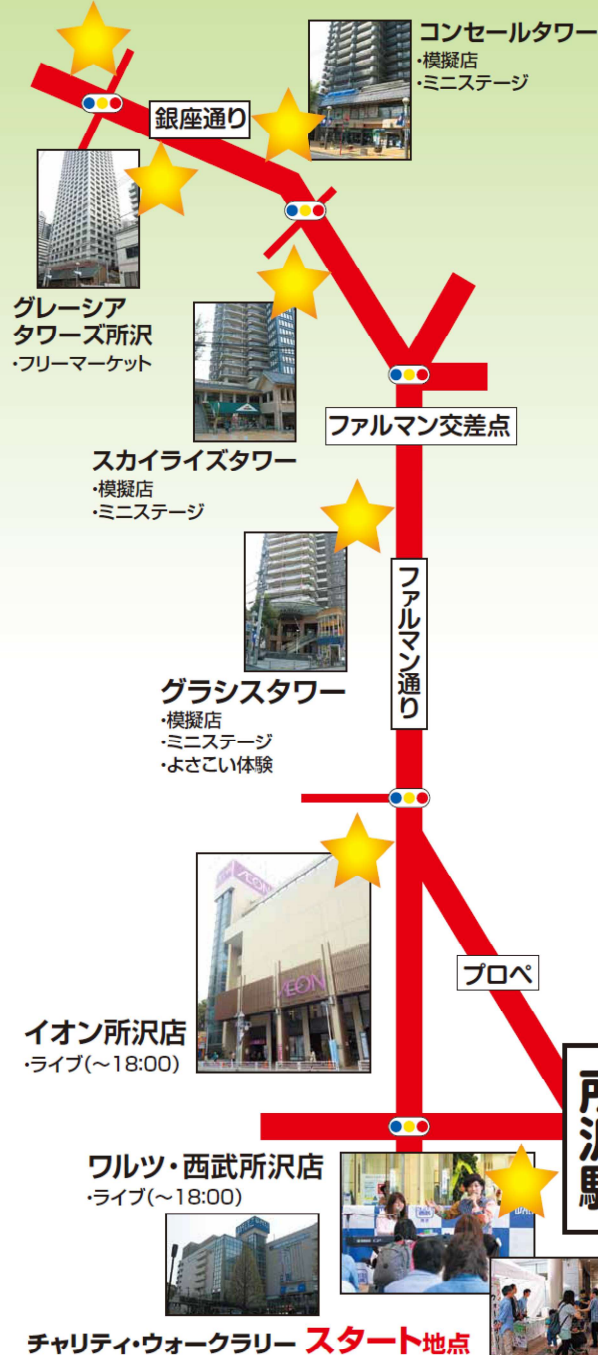 コンセールタワー
・模擬店
・ミニステージ
銀座通り
グレーシア
タワーズ所沢
・フリーマーケット
スカイライズタワー
・模擬店
・ミニステージ
ファルマン交差点
ファルマン通り
グラシスタワー
・模擬店
・ミニステージ
・よさこい体験
プロペ
ÆON
ÆON
イオン所沢店
・ライブ(〜18:00)
所沢駅
ワルツ・西武所沢店
・ライブ(〜18:00)
チャリティ・ウォークラリー スタート地点